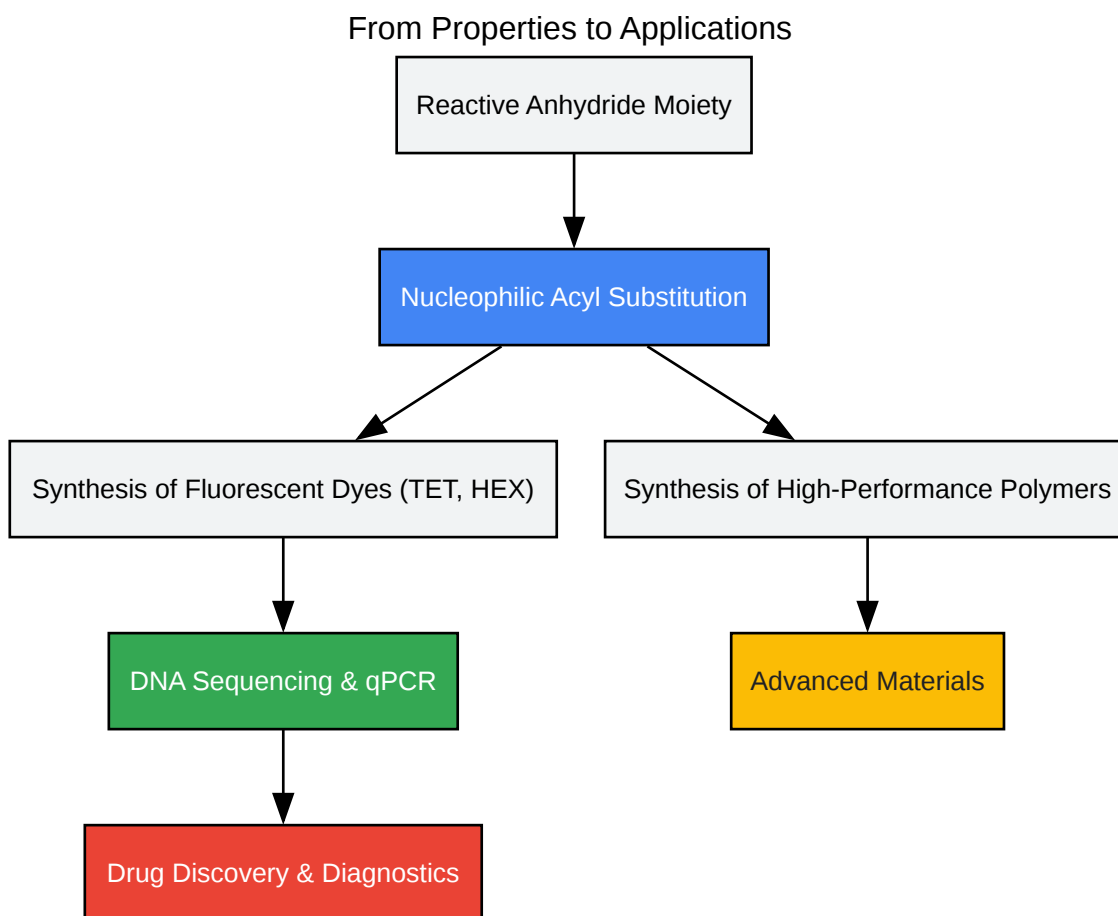 From Properties to Applications
Reactive Anhydride Moiety
Nucleophilic Acyl Substitution
Synthesis of Fluorescent Dyes (TET, HEX)
Synthesis of High-Performance Polymers
DNA Sequencing & qPCR
Advanced Materials
Drug Discovery & Diagnostics